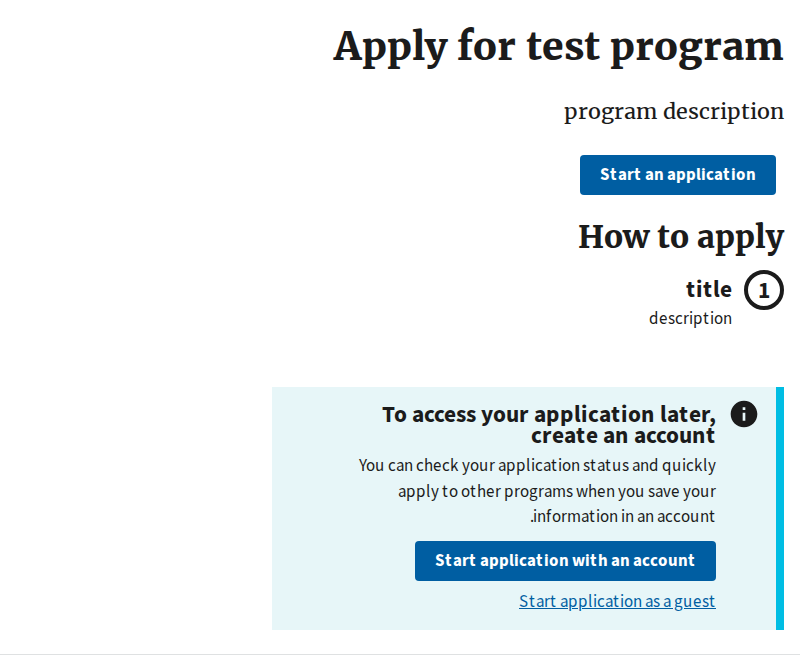 Apply for test program
program description
Start an application
How to apply
1
title
description
To access your application later,
create an account
You can check your application status and quickly
apply to other programs when you save your
.information in an account
Start application with an account
Start application as a guest